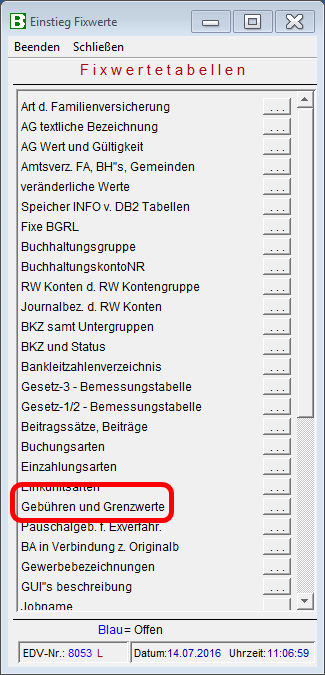 B Einstieg Fixwerte
Beenden Schließen
Fixwertetabellen
Art d. Familienversicherung ...
AG textliche Bezeichnung ...
AG Wert und Gültigkeit ...
Amtsverz. FA, BH"s, Gemeinden ...
veränderliche Werte ...
Speicher INFO v. DB2 Tabellen ...
Fixe BGRL ...
Buchhaltungsgruppe ...
BuchhaltungskontoNR ...
RW Konten d. RW Kontengruppe ...
Journalbez. d. RW Konten ...
BKZ samt Untergruppen ...
BKZ und Status ...
Bankleitzahlenverzeichnis ...
Gesetz-3 - Bemessungstabelle ...
Gesetz-1/2 - Bemessungstabelle ...
Beitragssätze, Beiträge ...
Buchungsarten ...
Einzahlungsarten ...
Einkunftsarten ...
Gebühren und Grenzwerte ...
Pauschalgeb. f. Exverfahr. ...
BA in Verbindung z. Originalb ...
Gewerbebezeichnungen ...
GUI"s beschreibung ...
Jobname ...
Blau= Offen
EDV-Nr.: 8053 L Datum:14.07.2016 Uhrzeit:11:06:59